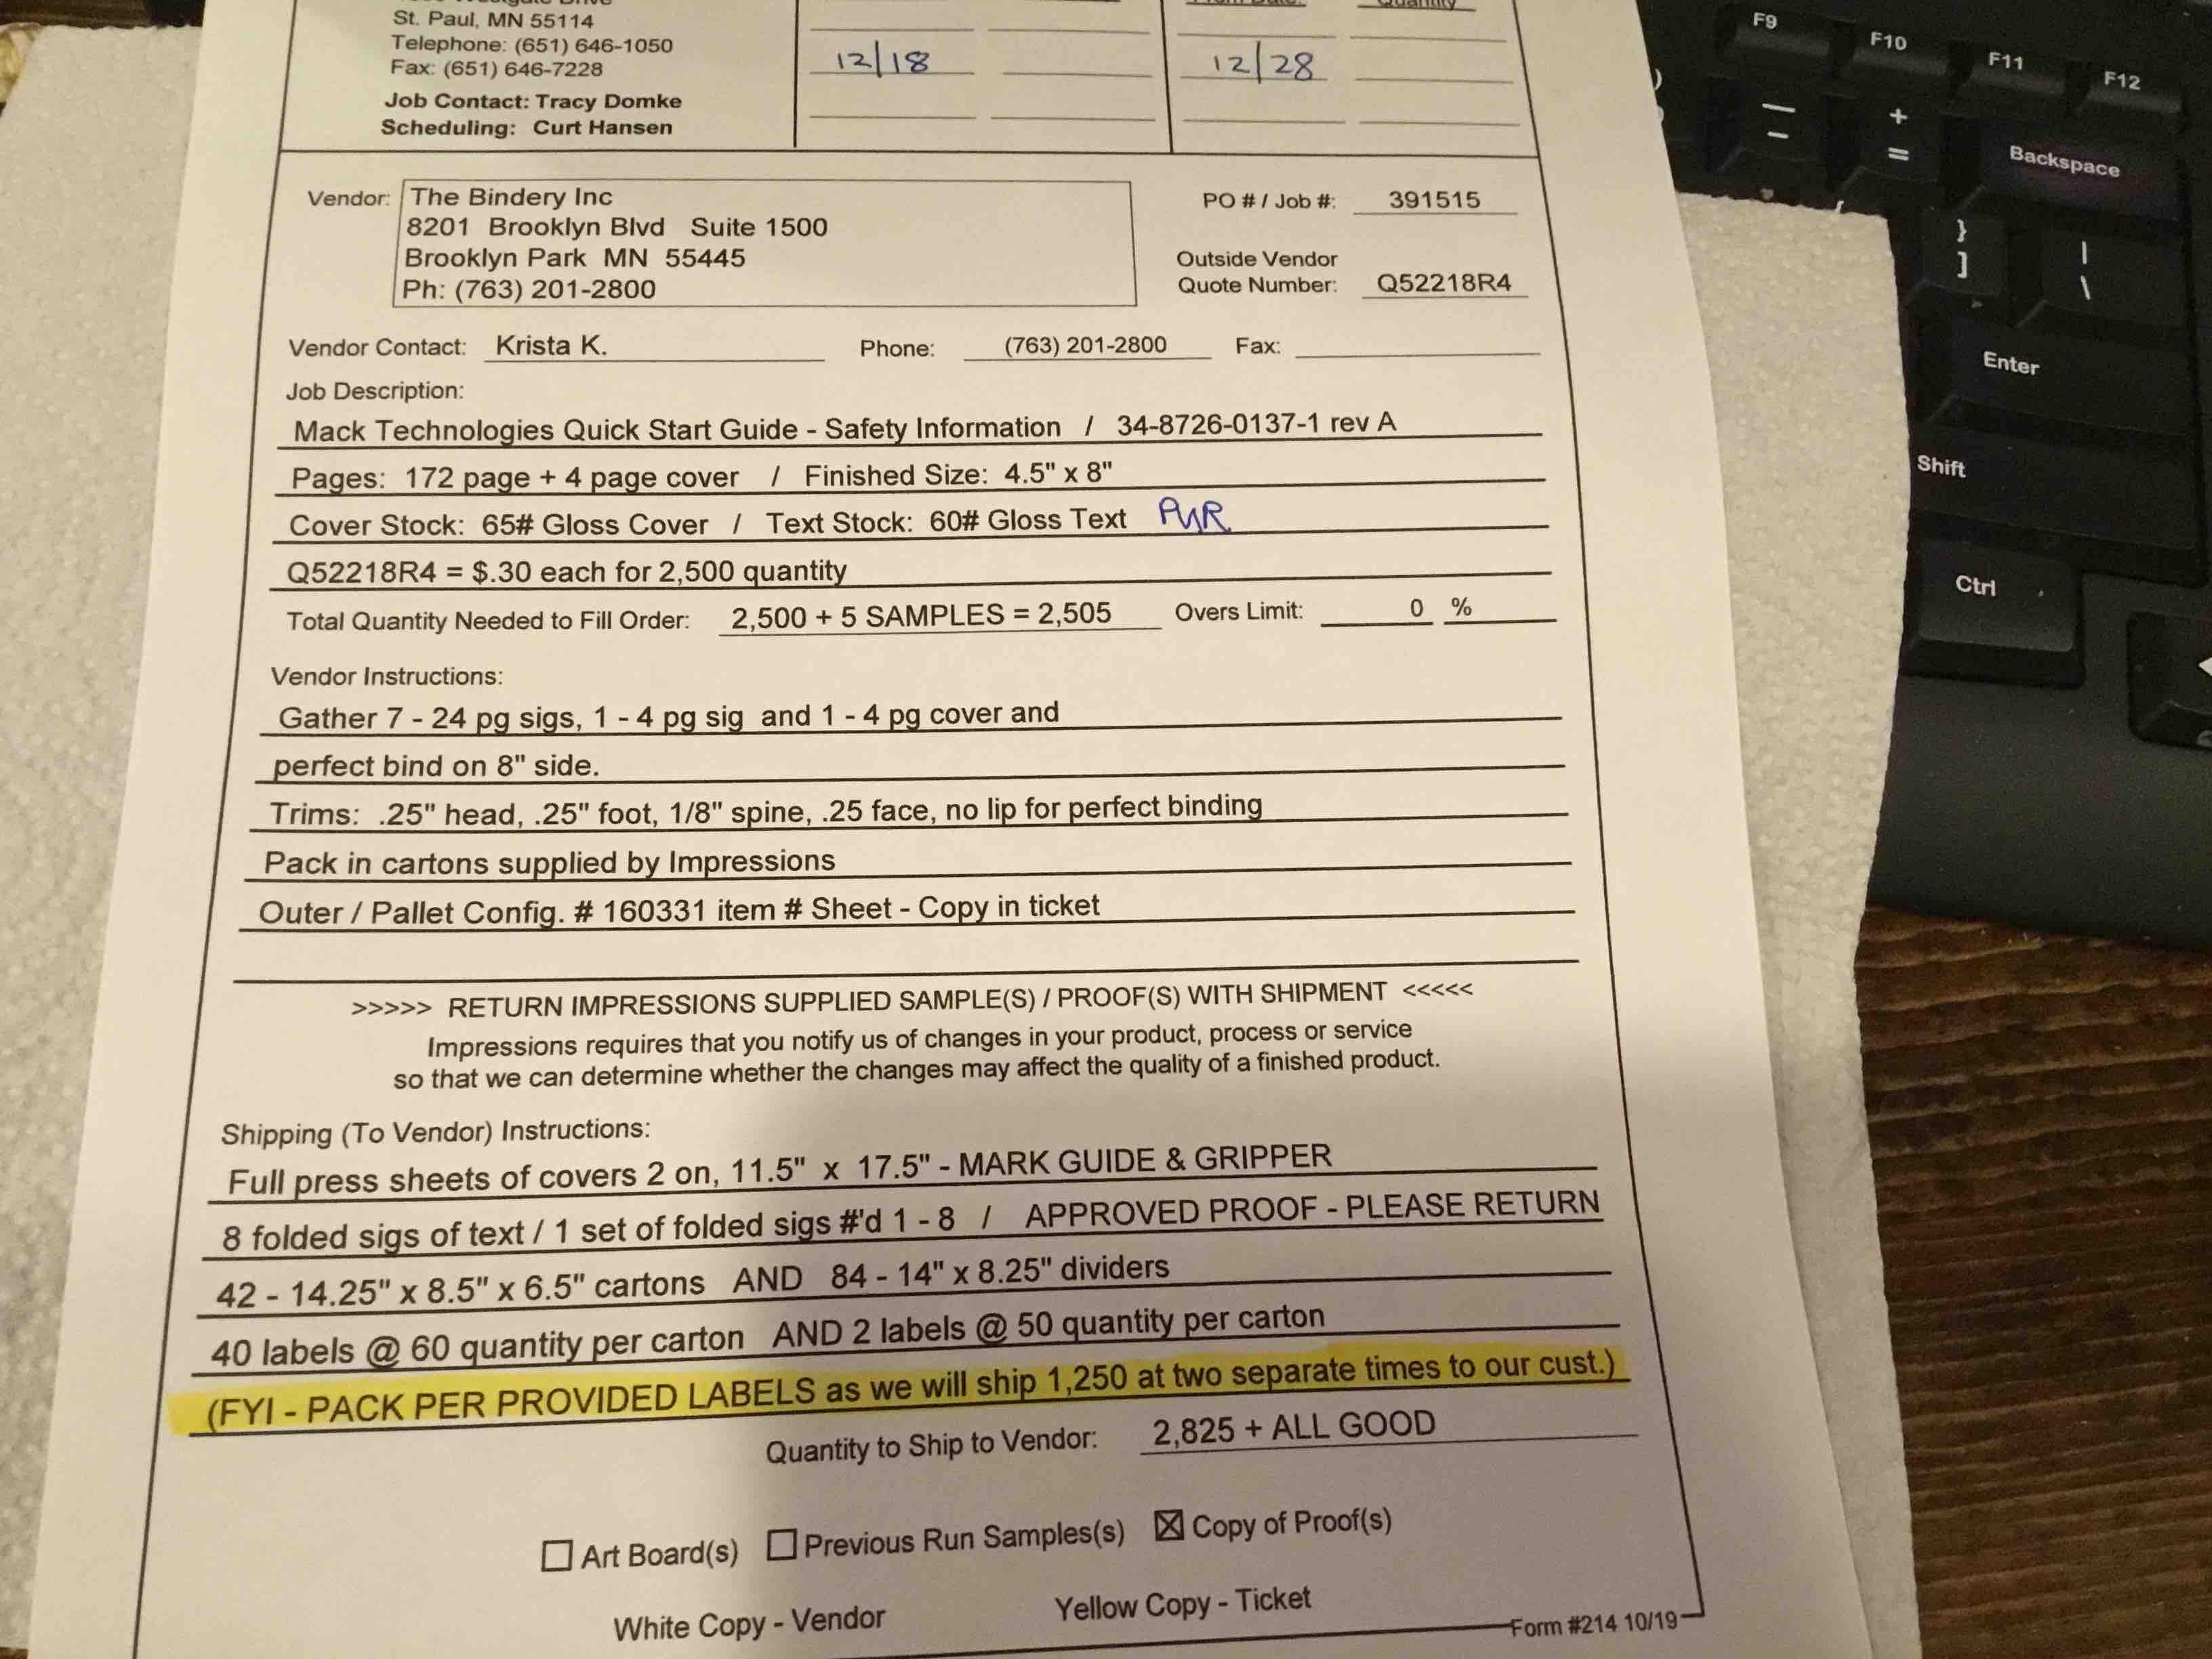 St. Paul, MN 55114
Telephone: (651) 646-1050
Fax: (651) 646-7228
Job Contact: Tracy Domke
Scheduling: Curt Hansen
Quantity
12/18
12/28
Vendor: The Bindery Inc
8201 Brooklyn Blvd Suite 1500
Brooklyn Park MN 55445
Ph: (763) 201-2800
PO # / Job #: 391515
Outside Vendor
Quote Number: Q52218R4
Vendor Contact: Krista K. Phone: (763) 201-2800 Fax:
Job Description:
Mack Technologies Quick Start Guide - Safety Information / 34-8726-0137-1 rev A
Pages: 172 page + 4 page cover / Finished Size: 4.5" x 8"
Cover Stock: 65# Gloss Cover / Text Stock: 60# Gloss Text PUR
Q52218R4 = $.30 each for 2,500 quantity
Total Quantity Needed to Fill Order: 2,500 + 5 SAMPLES = 2,505 Overs Limit: 0 %
Vendor Instructions:
Gather 7 - 24 pg sigs, 1 - 4 pg sig and 1 - 4 pg cover and
perfect bind on 8" side.
Trims: .25" head, .25" foot, 1/8" spine, .25 face, no lip for perfect binding
Pack in cartons supplied by Impressions
Outer / Pallet Config. # 160331 item # Sheet - Copy in ticket
>>>>> RETURN IMPRESSIONS SUPPLIED SAMPLE(S) / PROOF(S) WITH SHIPMENT <<<<<
Impressions requires that you notify us of changes in your product, process or service
so that we can determine whether the changes may affect the quality of a finished product.
Shipping (To Vendor) Instructions:
Full press sheets of covers 2 on, 11.5" x 17.5" - MARK GUIDE & GRIPPER
8 folded sigs of text / 1 set of folded sigs #'d 1 - 8 / APPROVED PROOF - PLEASE RETURN
42 - 14.25" x 8.5" x 6.5" cartons AND 84 - 14" x 8.25" dividers
40 labels @ 60 quantity per carton AND 2 labels @ 50 quantity per carton
(FYI - PACK PER PROVIDED LABELS as we will ship 1,250 at two separate times to our cust.)
Quantity to Ship to Vendor: 2,825 + ALL GOOD
Art Board(s) Previous Run Samples(s) Copy of Proof(s)
White Copy - Vendor Yellow Copy - Ticket
Form #214 10/19
F9
F10
F11
F12
— –
+ =
Backspace
} ]
| \
Enter
Shift
Ctrl